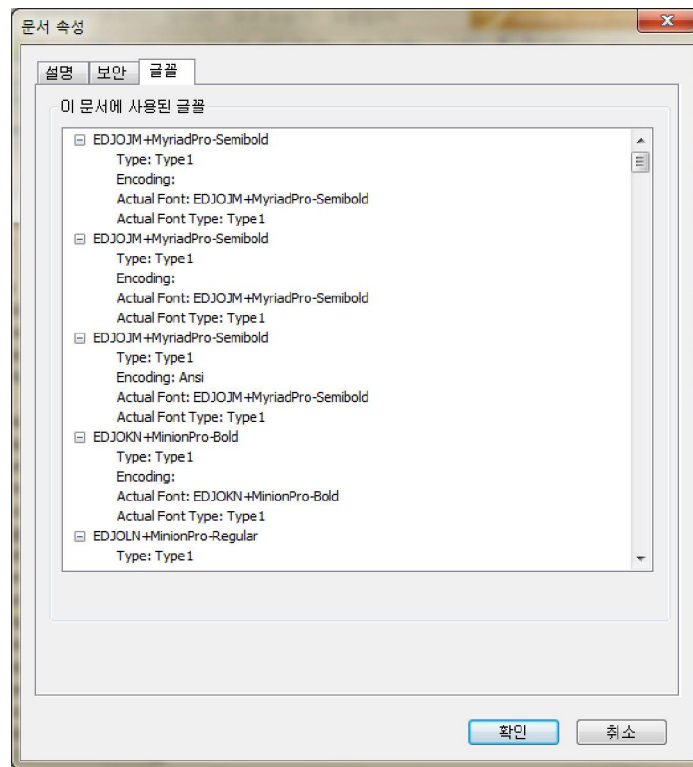 문서 속성
설명 보안 글꼴
이 문서에 사용된 글꼴
EDJOJM+MyriadPro-Semibold
Type: Type1
Encoding:
Actual Font: EDJOJM+MyriadPro-Semibold
Actual Font Type: Type1
EDJOJM+MyriadPro-Semibold
Type: Type1
Encoding:
Actual Font: EDJOJM+MyriadPro-Semibold
Actual Font Type: Type1
EDJOJM+MyriadPro-Semibold
Type: Type1
Encoding: Ansi
Actual Font: EDJOJM+MyriadPro-Semibold
Actual Font Type: Type1
EDJOKN+MinionPro-Bold
Type: Type1
Encoding:
Actual Font: EDJOKN+MinionPro-Bold
Actual Font Type: Type1
EDJOLN+MinionPro-Regular
Type: Type1
확인 취소